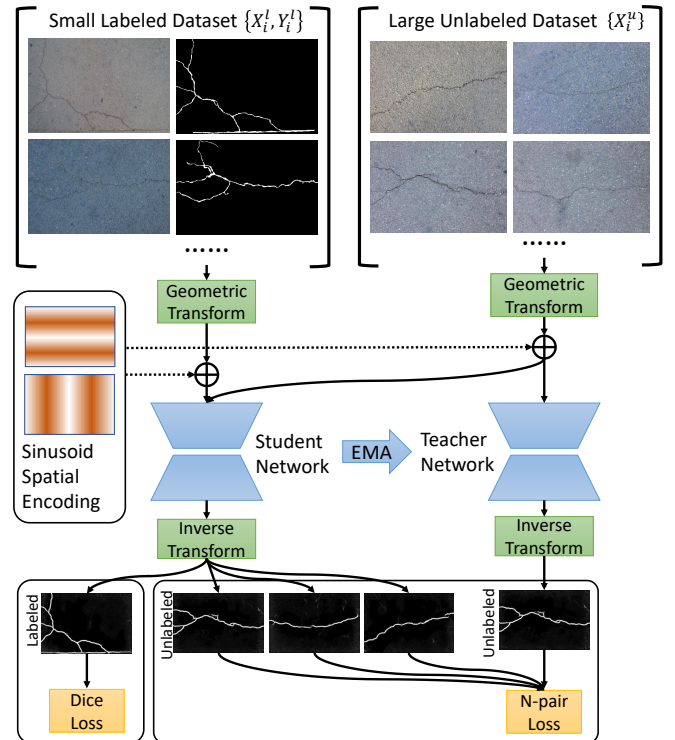 Small Labeled Dataset {X_i^l, Y_i^l}
Large Unlabeled Dataset {X_i^u}
......
......
Geometric
Transform
Geometric
Transform
Sinusoid
Spatial
Encoding
Student
Network
EMA
Teacher
Network
Inverse
Transform
Inverse
Transform
Labeled
Unlabeled
Unlabeled
Dice
Loss
N-pair
Loss